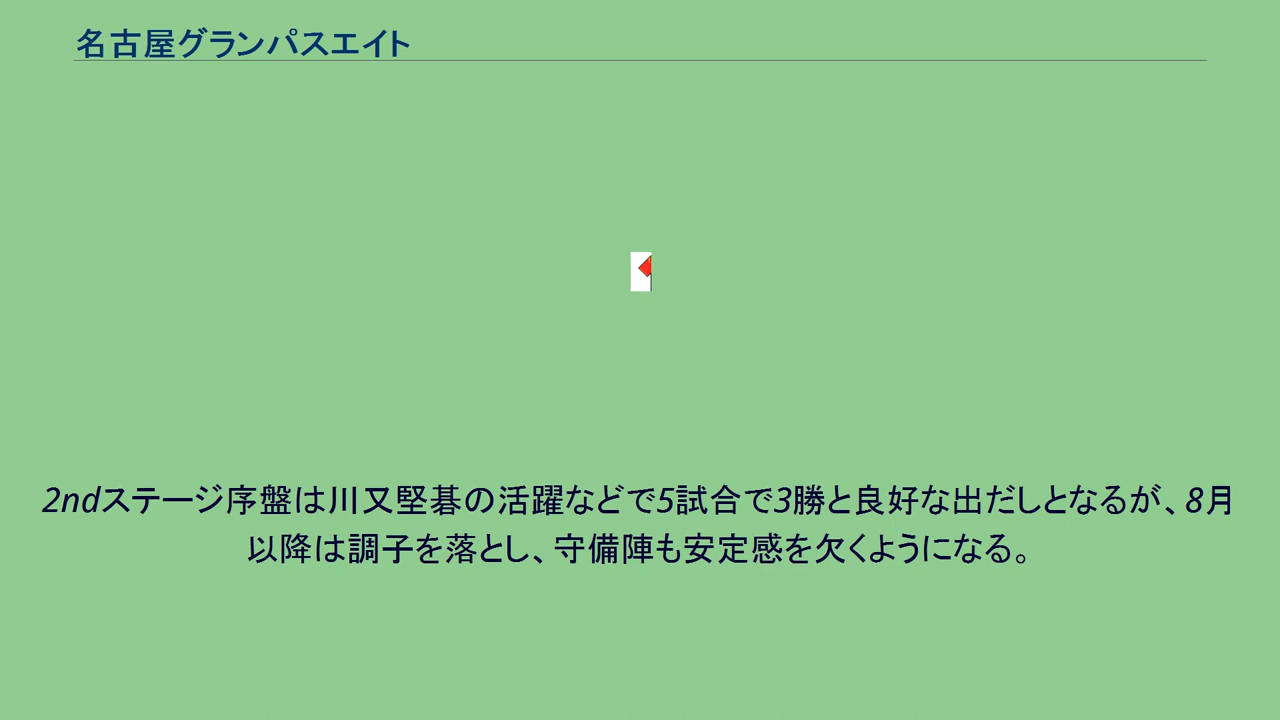 名古屋グランパスエイト
2ndステージ序盤は川又堅碁の活躍などで5試合で3勝と良好な出だしとなるが、8月
以降は調子を落とし、守備陣も安定感を欠くようになる。